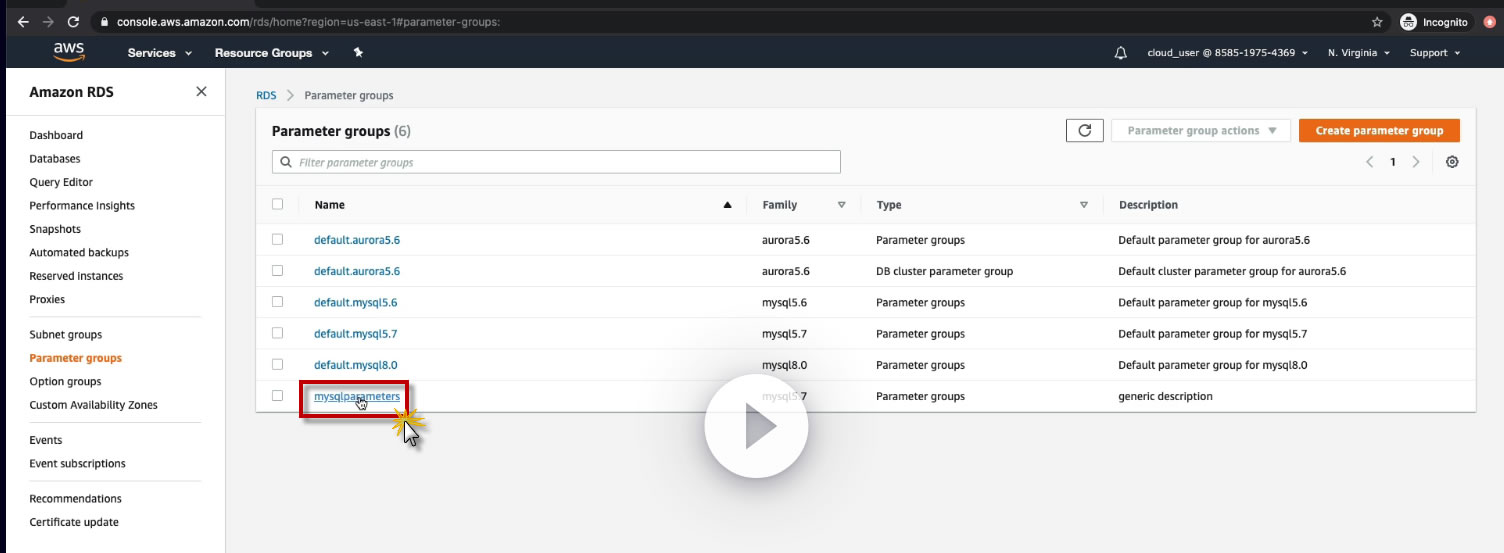 console.aws.amazon.com/rds/home?region=us-east-1#parameter-groups:
Incognito
aws
Services
Resource Groups
cloud_user @ 8585-1975-4369
N. Virginia
Support
Amazon RDS
Dashboard
Databases
Query Editor
Performance Insights
Snapshots
Automated backups
Reserved instances
Proxies
Subnet groups
Parameter groups
Option groups
Custom Availability Zones
Events
Event subscriptions
Recommendations
Certificate update
RDS > Parameter groups
Parameter groups (6)
Parameter group actions
Create parameter group
Filter parameter groups
1
Name Family Type Description
default.aurora5.6 aurora5.6 Parameter groups Default parameter group for aurora5.6
default.aurora5.6 aurora5.6 DB cluster parameter group Default cluster parameter group for aurora5.6
default.mysql5.6 mysql5.6 Parameter groups Default parameter group for mysql5.6
default.mysql5.7 mysql5.7 Parameter groups Default parameter group for mysql5.7
default.mysql8.0 mysql8.0 Parameter groups Default parameter group for mysql8.0
mysqlparameters mysql5.7 Parameter groups generic description